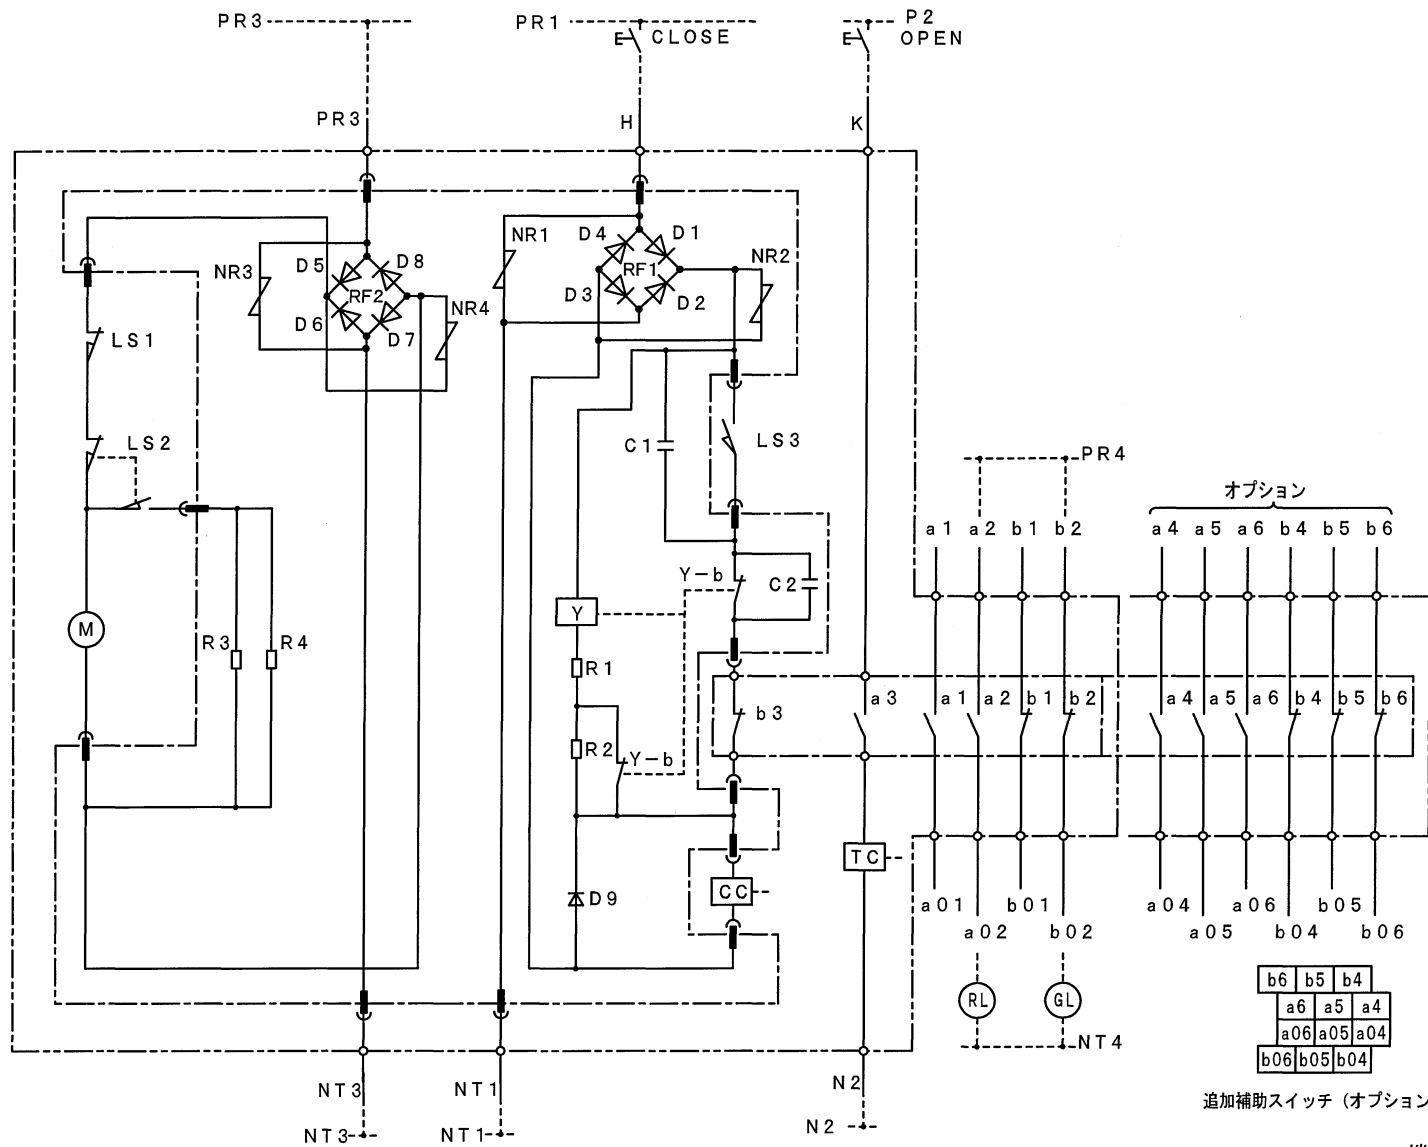 PR3
PR1
CLOSE
P2
OPEN
PR3
H
K
NR3
D5
D8
RF2
D6
D7
NR4
NR1
D4
D1
RF1
D3
D2
NR2
LS1
LS2
C1
LS3
PR4
オプション
a1 a2 b1 b2
a4 a5 a6 b4 b5 b6
Y-b
C2
Y
M
R3
R4
R1
R2
Y-b
b3
a3
a1 a2 b1 b2
a4 a5 a6 b4 b5 b6
TC
CC
D9
a01 b01
a02 b02
a04 a06 b05
a05 b04 b06
RL
GL
NT4
b6 b5 b4
a6 a5 a4
a06 a05 a04
b06 b05 b04
追加補助スイッチ（オプション
NT3
NT1
N2
NT3
NT1
N2